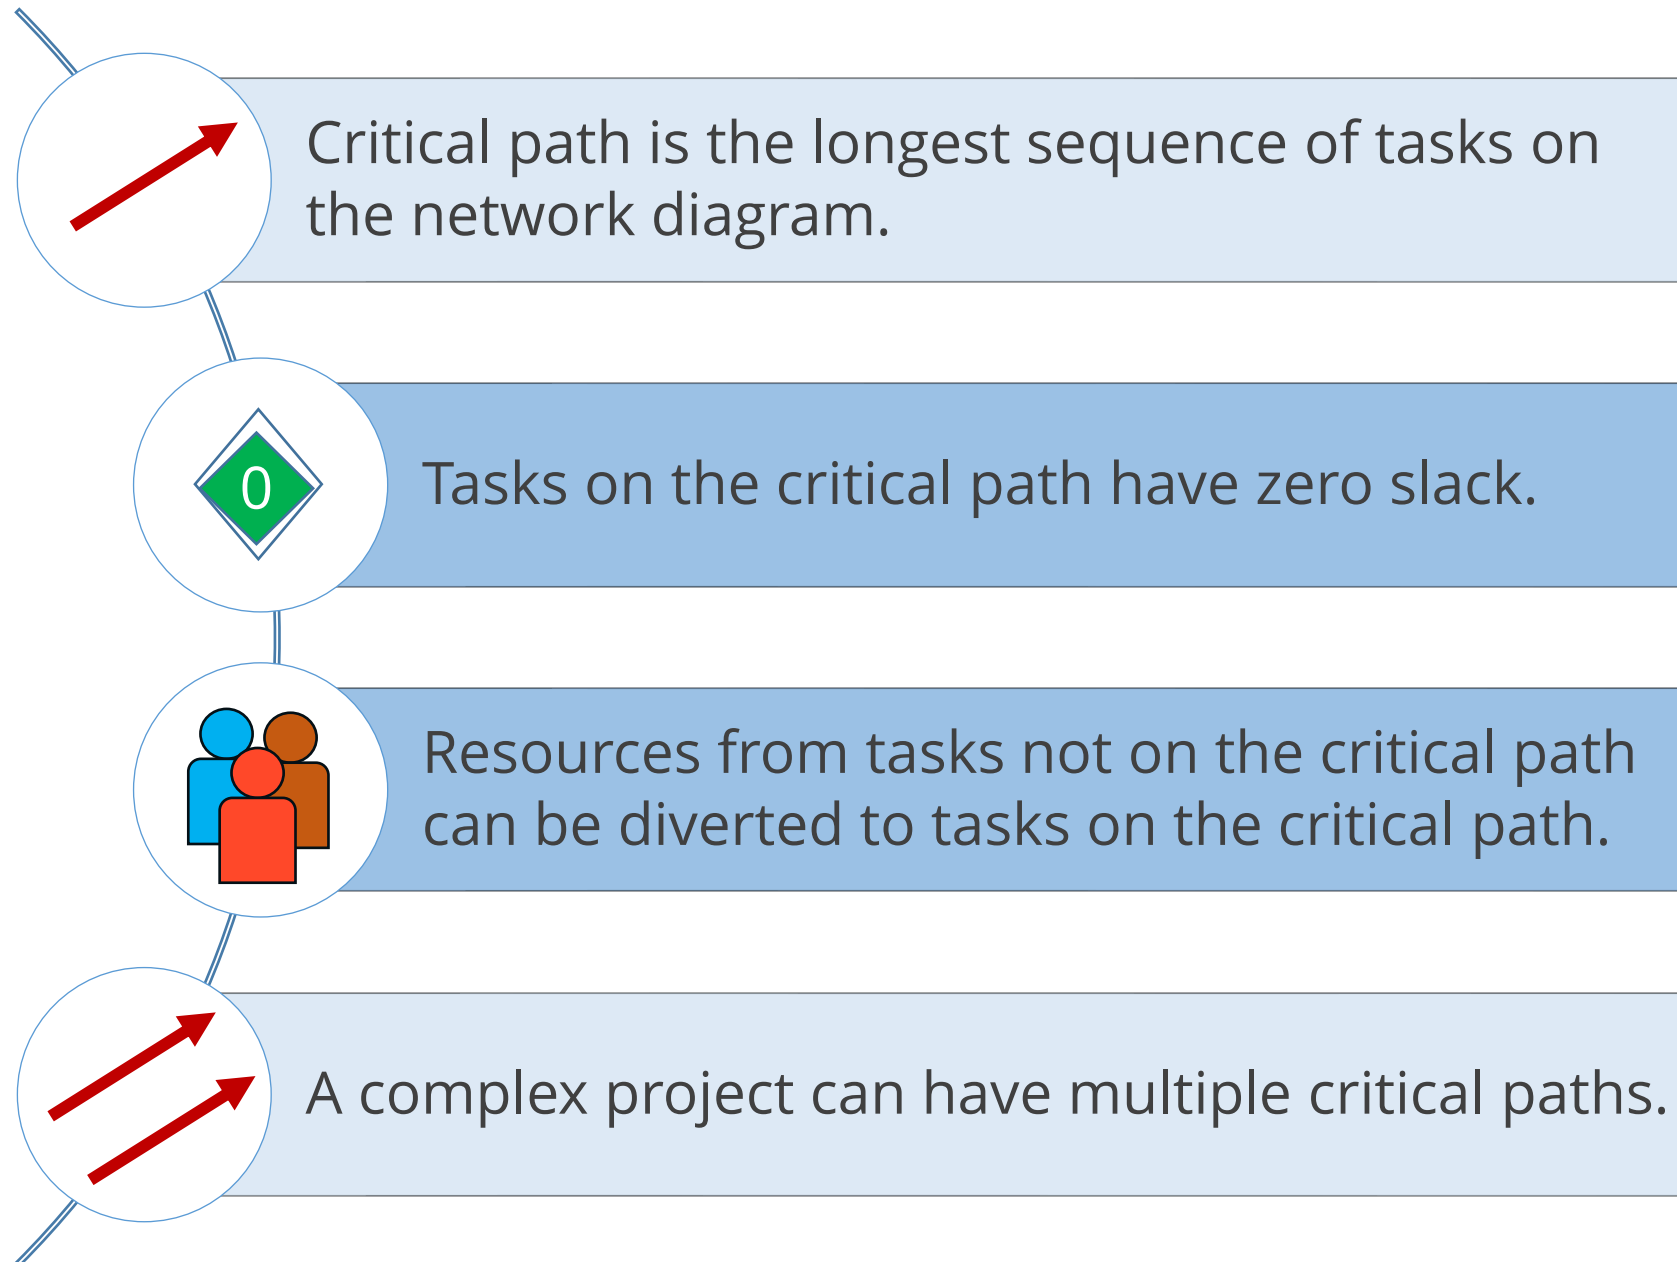 Critical path is the longest sequence of tasks on
the network diagram.
0
Tasks on the critical path have zero slack.
Resources from tasks not on the critical path
can be diverted to tasks on the critical path.
A complex project can have multiple critical paths.